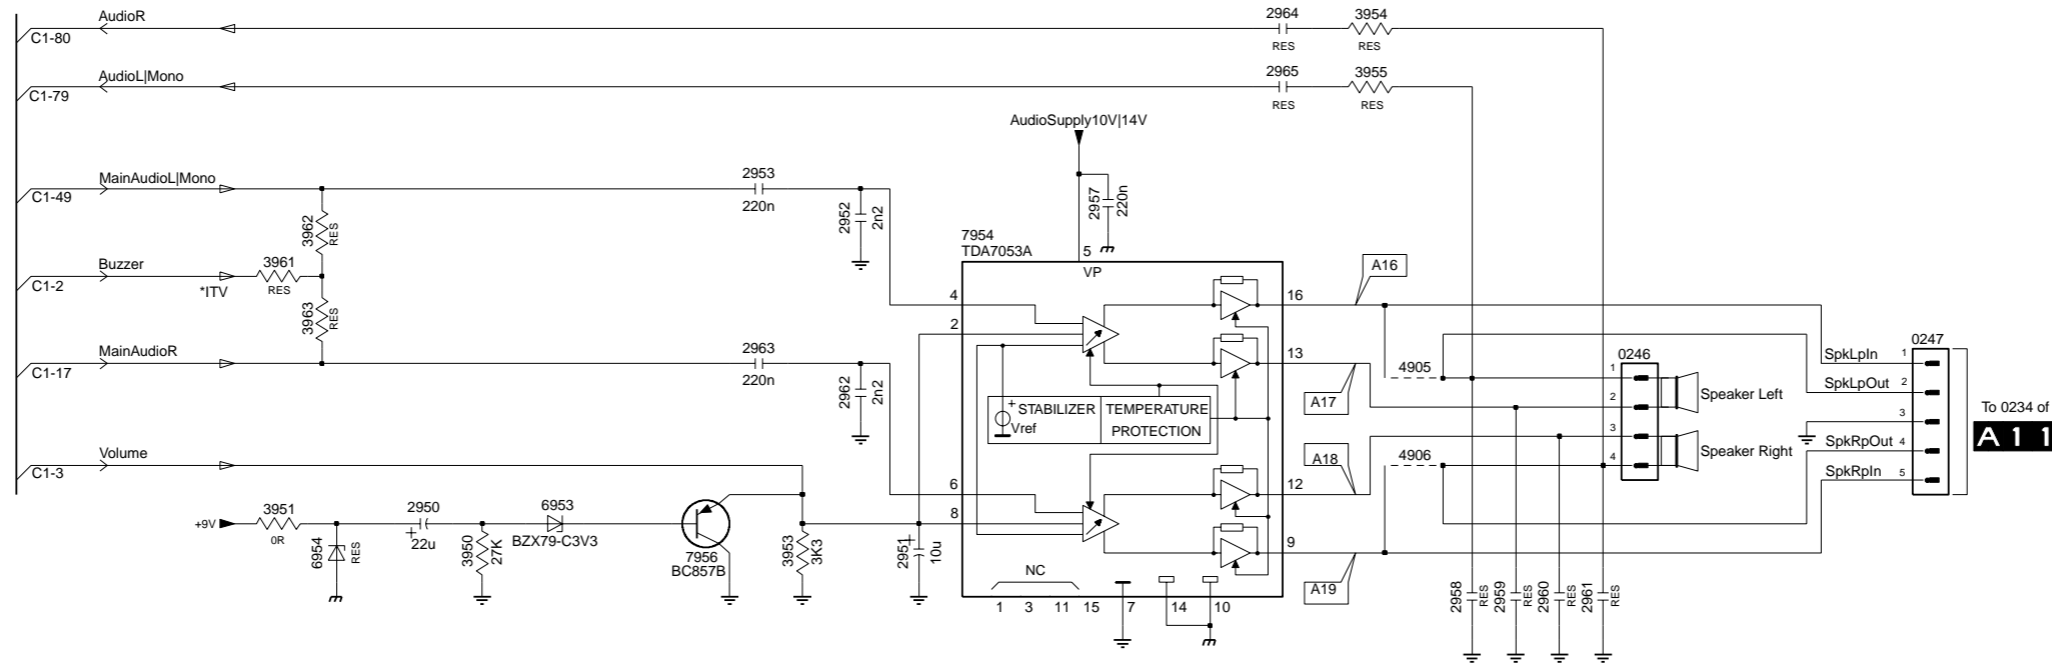 AudioR
C1-80
2964
RES
3954
RES
AudioL|Mono
C1-79
2965
RES
3955
RES
AudioSupply10V|14V
MainAudioL|Mono
C1-49
2953
220n
2952
2n2
2957
220n
3962
RES
7954
TDA7053A
5
VP
Buzzer
C1-2
*ITV
3961
RES
3963
RES
A16
4
16
2
13
MainAudioR
C1-17
2963
220n
2962
2n2
+
STABILIZER
Vref
TEMPERATURE
PROTECTION
A17
4905
0246
1
2
3
4
Speaker Left
Speaker Right
0247
SpkLpIn
1
SpkLpOut
2
3
SpkRpOut
4
SpkRpIn
5
To 0234 of
A11
Volume
C1-3
A18
4906
6
12
8
9
+9V
3951
0R
6954
RES
2950
+
22u
3950
27K
6953
BZX79-C3V3
7956
BC857B
3953
3K3
2951
+
10u
NC
1
3
11
15
7
14
10
A19
2958
RES
2959
RES
2960
RES
2961
RES